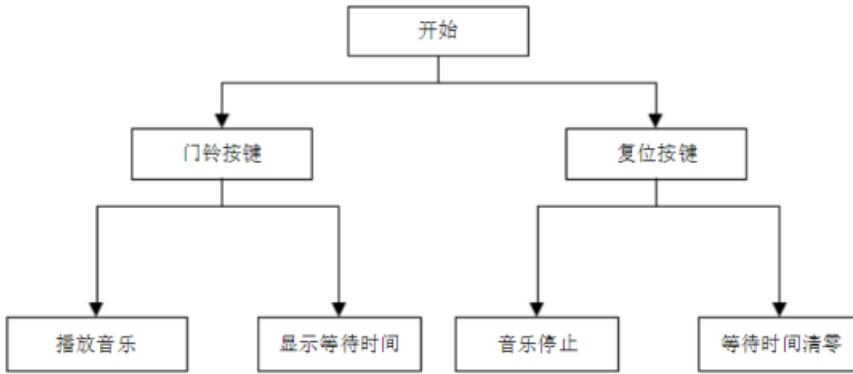 开始
门铃按键
复位按键
播放音乐
显示等待时间
音乐停止
等待时间清零